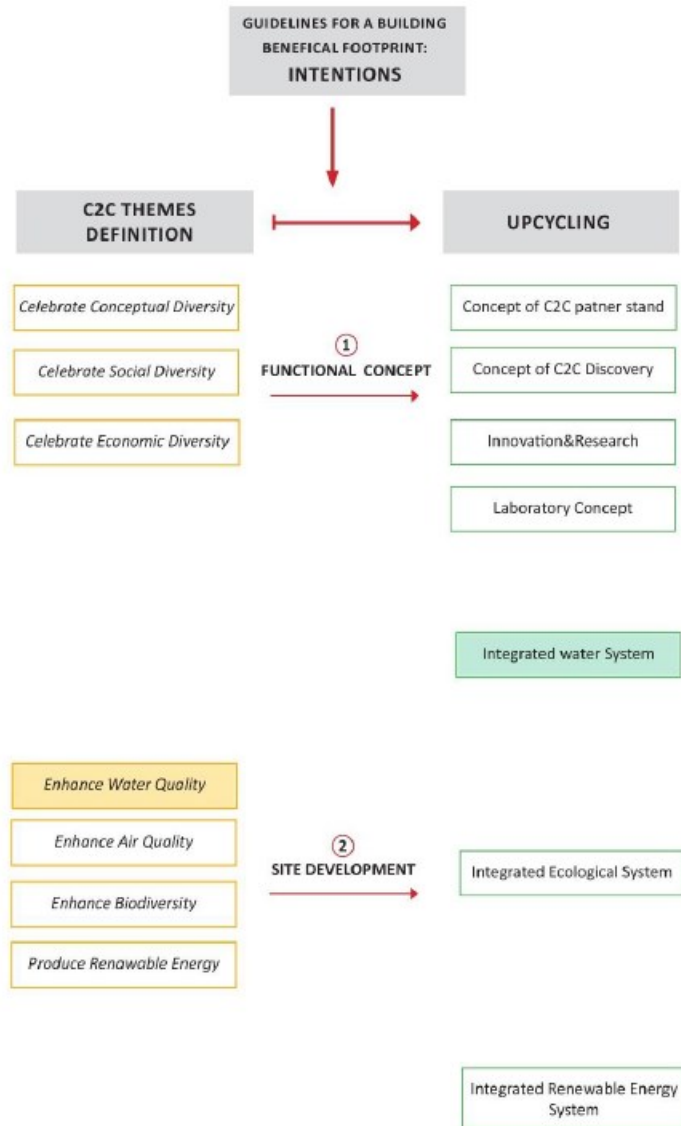 GUIDELINES FOR A BUILDING
BENEFICAL FOOTPRINT:
INTENTIONS
C2C THEMES
DEFINITION
UPCYCLING
Celebrate Conceptual Diversity
Celebrate Social Diversity
Celebrate Economic Diversity
1
FUNCTIONAL CONCEPT
Concept of C2C patner stand
Concept of C2C Discovery
Innovation&Research
Laboratory Concept
Integrated water System
Enhance Water Quality
Enhance Air Quality
Enhance Biodiversity
Produce Renawable Energy
2
SITE DEVELOPMENT
Integrated Ecological System
Integrated Renewable Energy
System